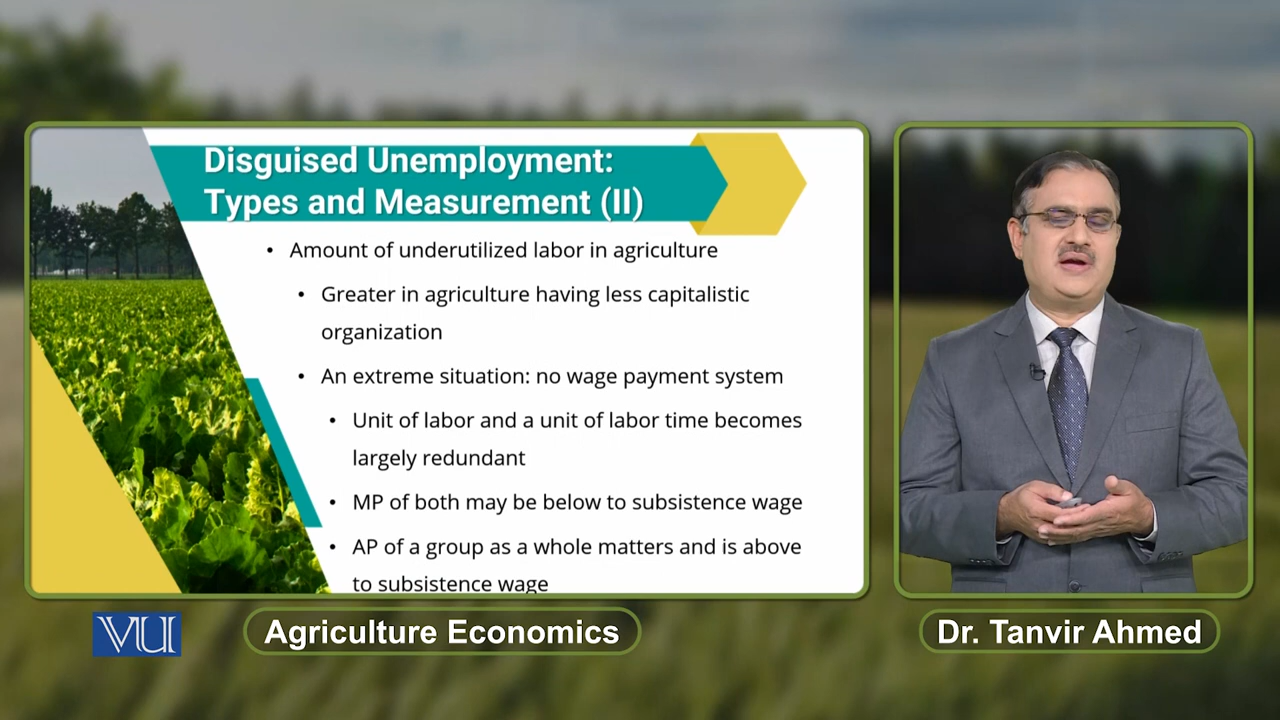 Disguised Unemployment:
Types and Measurement (II)
• Amount of underutilized labor in agriculture
• Greater in agriculture having less capitalistic
organization
• An extreme situation: no wage payment system
• Unit of labor and a unit of labor time becomes
largely redundant
• MP of both may be below to subsistence wage
• AP of a group as a whole matters and is above
to subsistence wage
VU
Agriculture Economics
Dr. Tanvir Ahmed